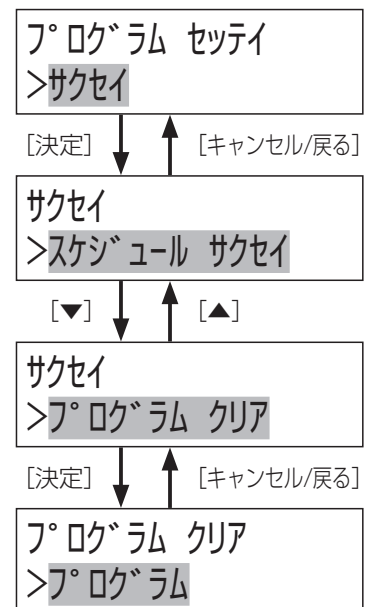 プログラム セッテイ
>サクセイ
[決定] [キャンセル/戻る]
サクセイ
>スケジュール サクセイ
[▼] [▲]
サクセイ
>プログラム クリア
[決定] [キャンセル/戻る]
プログラム クリア
>プログラム